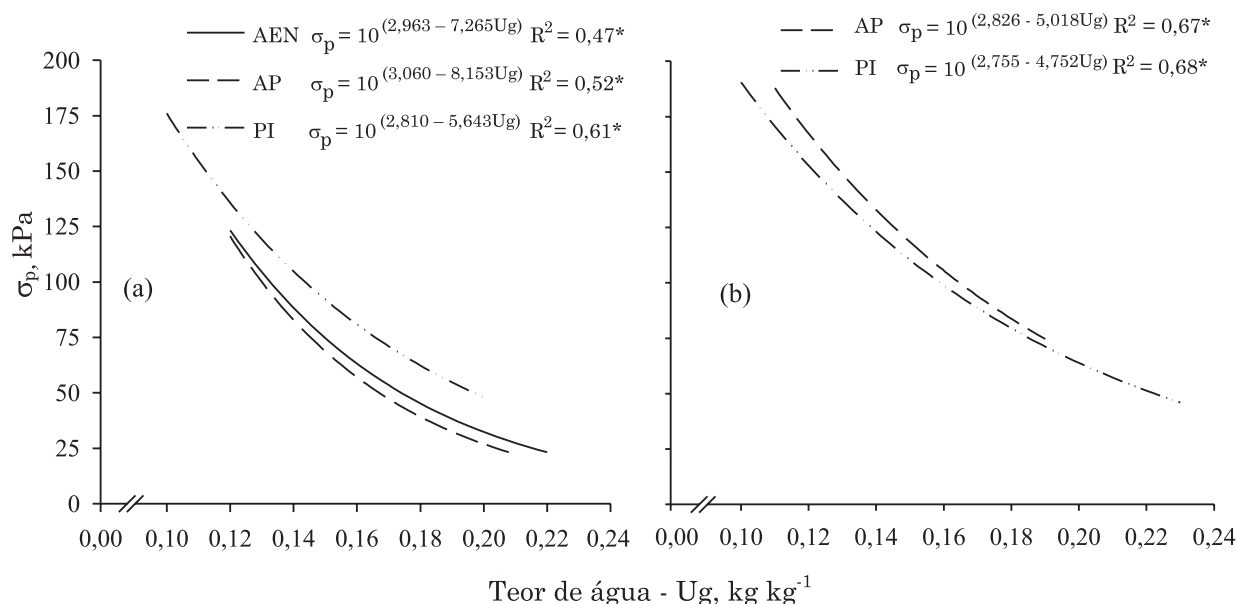 AEN σp = 10^(2,963 – 7,265Ug) R² = 0,47*
AP σp = 10^(3,060 – 8,153Ug) R² = 0,52*
PI σp = 10^(2,810 – 5,643Ug) R² = 0,61*
AP σp = 10^(2,826 - 5,018Ug) R² = 0,67*
PI σp = 10^(2,755 - 4,752Ug) R² = 0,68*
200
175
150
125
100
75
50
25
0
σp, kPa
(a)
(b)
0,00 0,10 0,12 0,14 0,16 0,18 0,20 0,22 0,24
0,00 0,10 0,12 0,14 0,16 0,18 0,20 0,22 0,24
Teor de água - Ug, kg kg⁻¹